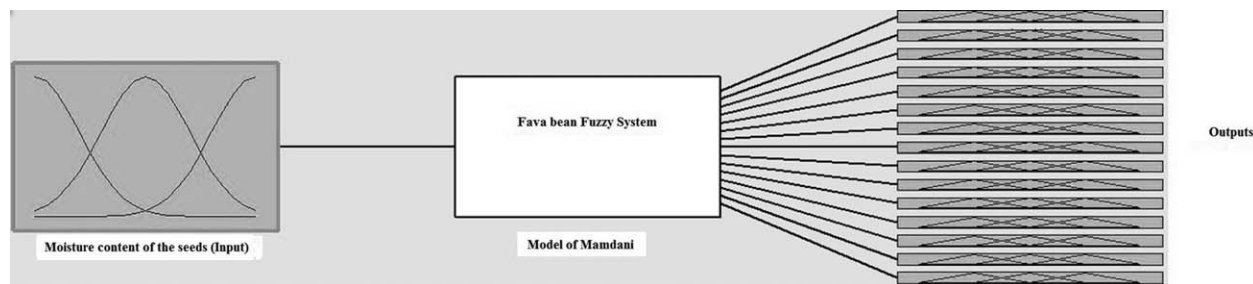 Fava bean Fuzzy System
Outputs
Moisture content of the seeds (Input)
Model of Mamdani